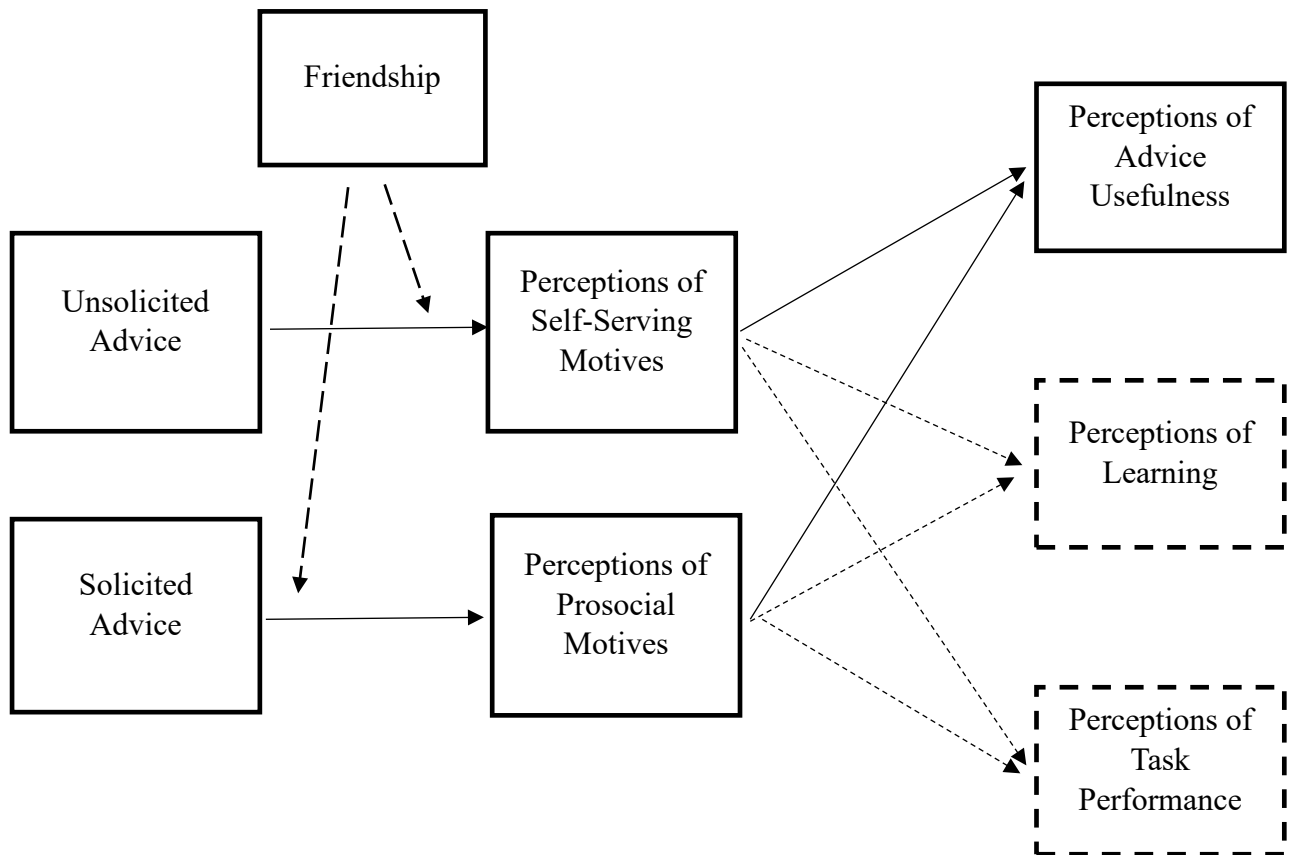 Friendship
Unsolicited
Advice
Solicited
Advice
Perceptions of
Self-Serving
Motives
Perceptions of
Prosocial
Motives
Perceptions of
Advice
Usefulness
Perceptions of
Learning
Perceptions of
Task
Performance